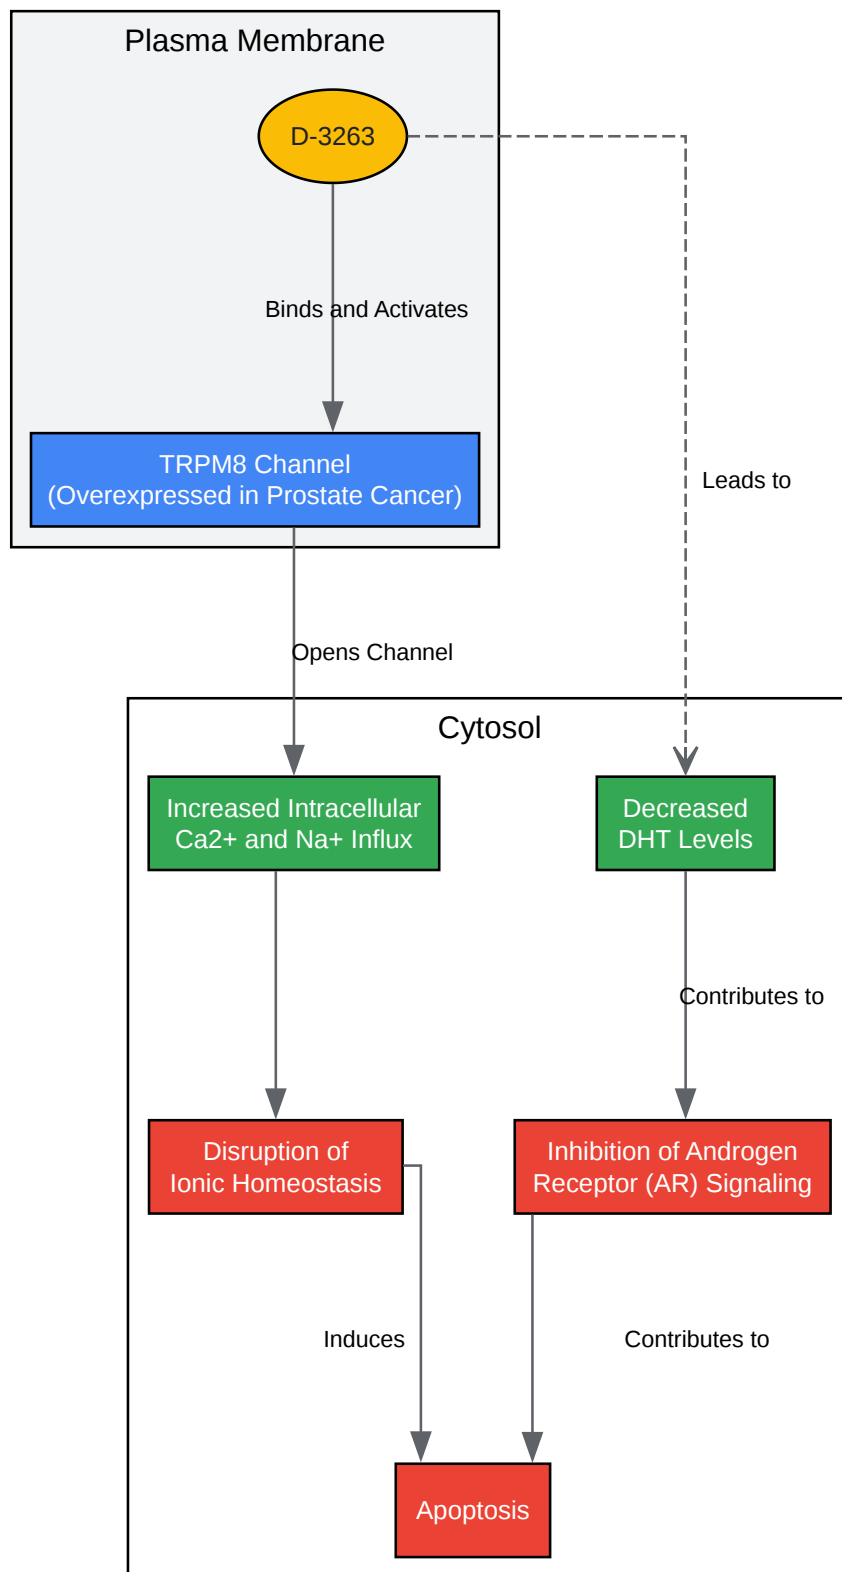 Plasma Membrane
D-3263
Binds and Activates
TRPM8 Channel
(Overexpressed in Prostate Cancer)
Leads to
Opens Channel
Cytosol
Increased Intracellular
Ca2+ and Na+ Influx
Decreased
DHT Levels
Contributes to
Disruption of
Ionic Homeostasis
Inhibition of Androgen
Receptor (AR) Signaling
Induces
Contributes to
Apoptosis